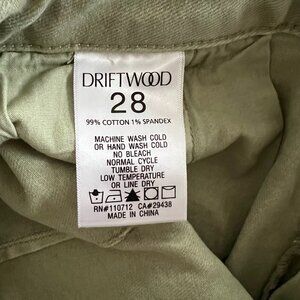 DRIFTWOOD
28
99% COTTON 1% SPANDEX
MACHINE WASH COLD
OR HAND WASH COLD
NO BLEACH
NORMAL CYCLE
TUMBLE DRY
LOW TEMPERATURE
OR LINE DRY
RN#110712 CA#29438
MADE IN CHINA